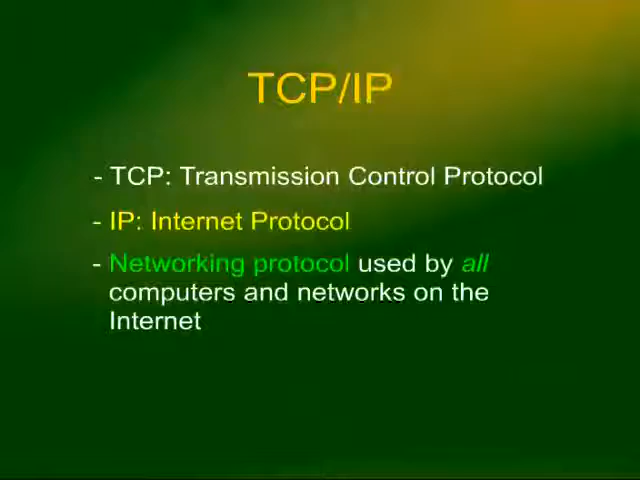 TCP/IP
- TCP: Transmission Control Protocol
- IP: Internet Protocol
- Networking protocol used by all
computers and networks on the
Internet